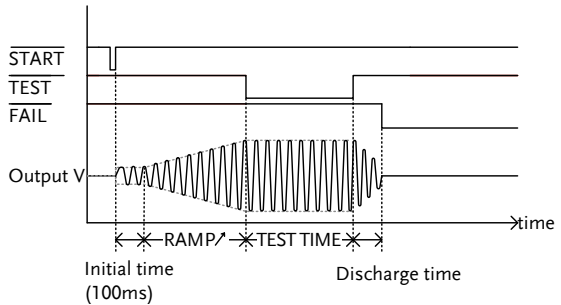 START
TEST
FAIL
Output V
time
RAMP↗
TEST TIME
Initial time
(100ms)
Discharge time